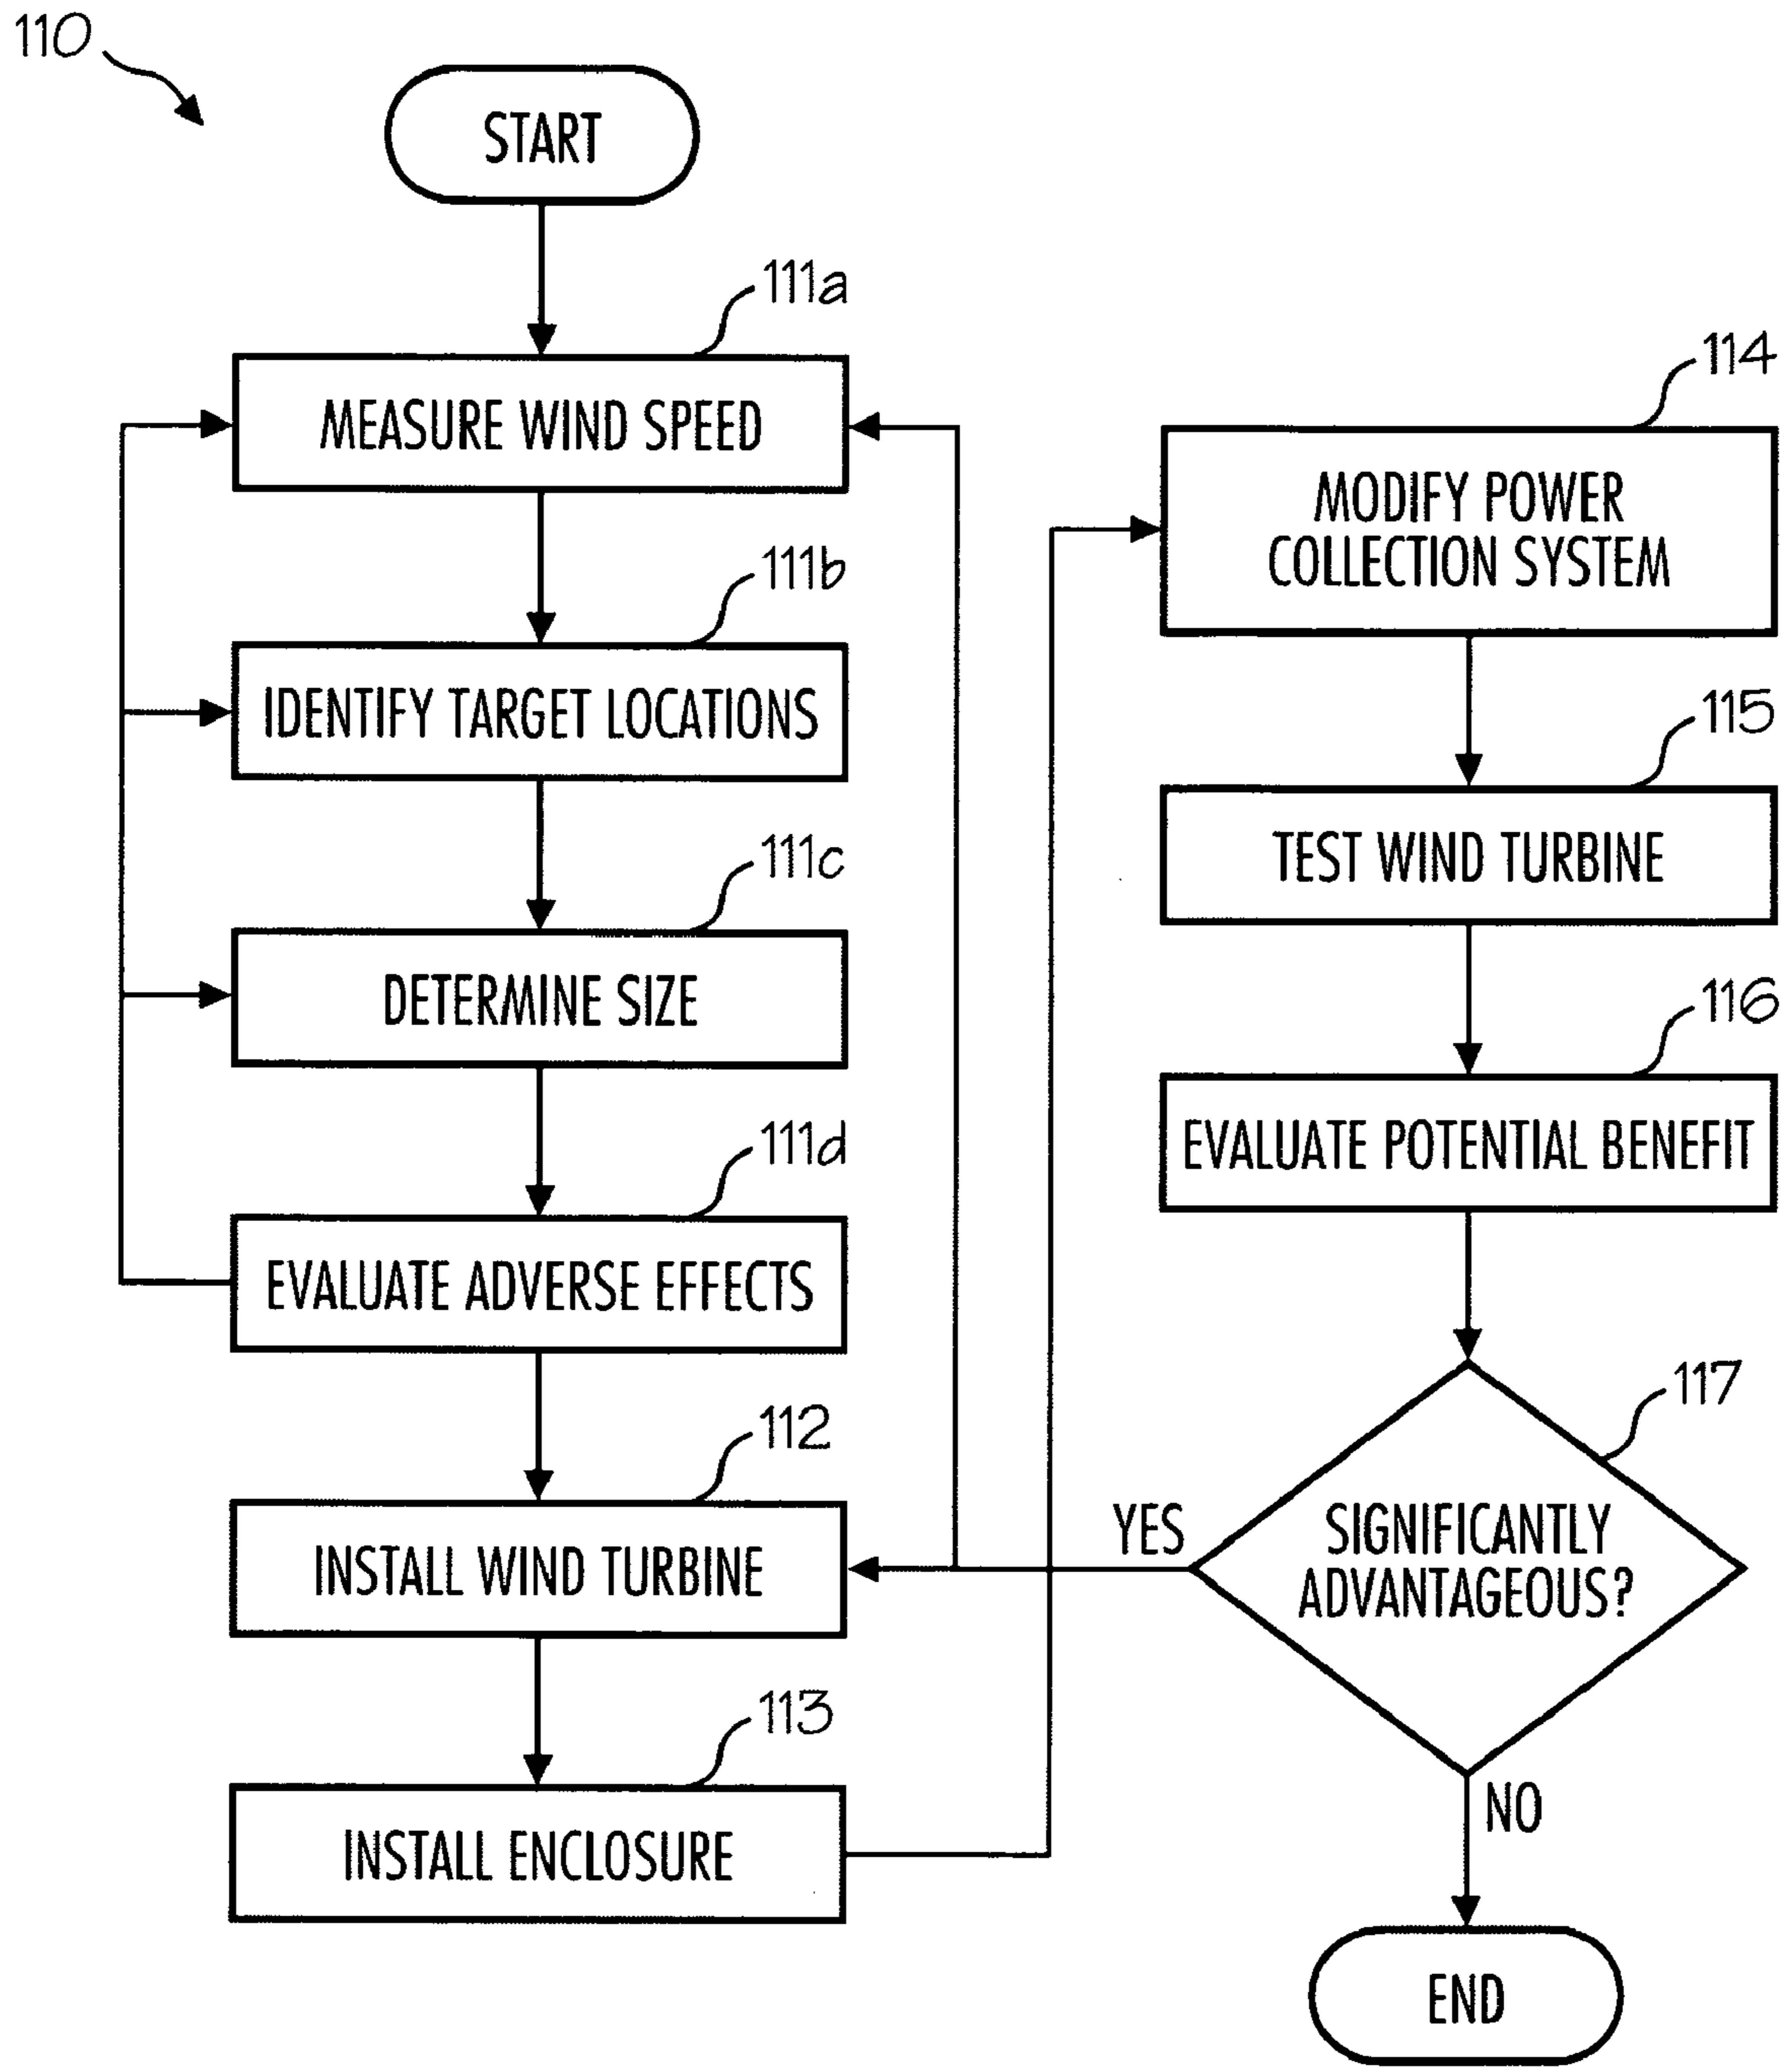 110
START
111a
MEASURE WIND SPEED
111b
IDENTIFY TARGET LOCATIONS
111c
DETERMINE SIZE
111d
EVALUATE ADVERSE EFFECTS
112
INSTALL WIND TURBINE
113
INSTALL ENCLOSURE
114
MODIFY POWER
COLLECTION SYSTEM
115
TEST WIND TURBINE
116
EVALUATE POTENTIAL BENEFIT
117
SIGNIFICANTLY
ADVANTAGEOUS?
YES
NO
END